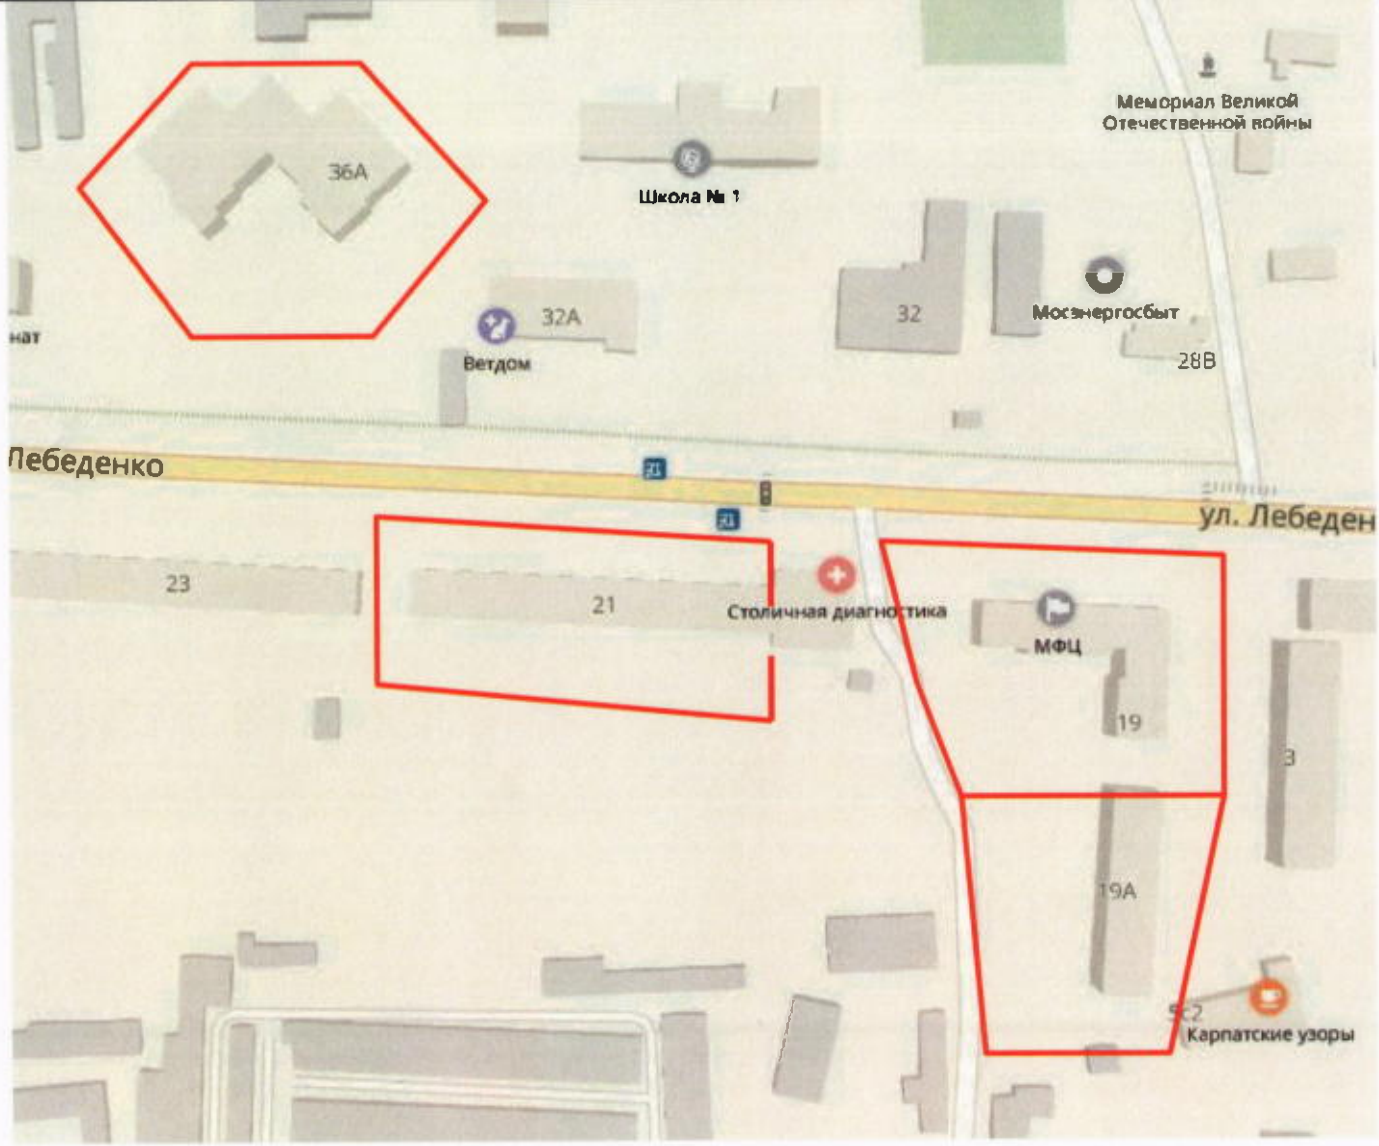 Мемориал Великой
Отечественной войны
36А
Школа № 1
Мосэнергосбыт
32А
32
нат
Ветдом
28В
Лебеденко
ул. Лебеден
23
21
Столичная диагностика
МФЦ
19
3
19А
5с2
Карпатские узоры